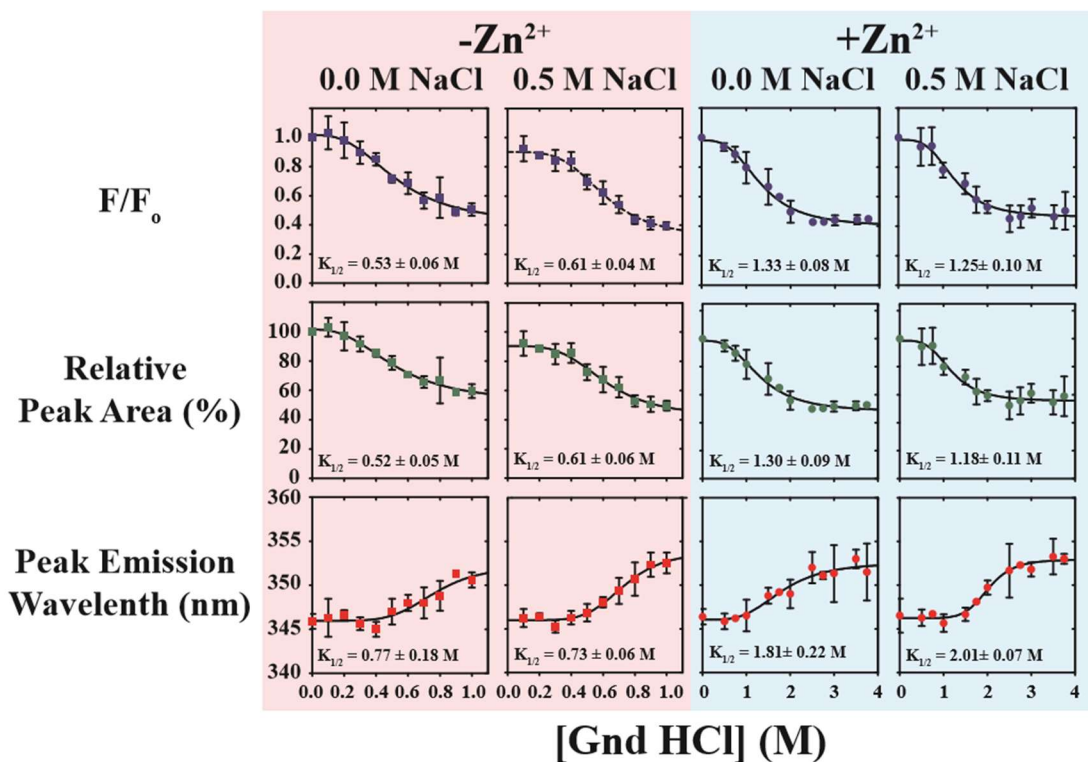 -Zn²⁺ +Zn²⁺
0.0 M NaCl 0.5 M NaCl 0.0 M NaCl 0.5 M NaCl
F/Fₒ
1.0
0.8
0.6
0.4
0.2
0.0
K₁/₂ = 0.53 ± 0.06 M K₁/₂ = 0.61 ± 0.04 M K₁/₂ = 1.33 ± 0.08 M K₁/₂ = 1.25± 0.10 M
Relative
Peak Area (%)
100
80
60
40
20
0
K₁/₂ = 0.52 ± 0.05 M K₁/₂ = 0.61 ± 0.06 M K₁/₂ = 1.30 ± 0.09 M K₁/₂ = 1.18± 0.11 M
Peak Emission
Wavelenth (nm)
360
355
350
345
340
K₁/₂ = 0.77 ± 0.18 M K₁/₂ = 0.73 ± 0.06 M K₁/₂ = 1.81± 0.22 M K₁/₂ = 2.01± 0.07 M
0.0 0.2 0.4 0.6 0.8 1.0 0.0 0.2 0.4 0.6 0.8 1.0 0 1 2 3 4 0 1 2 3 4
[Gnd HCl] (M)